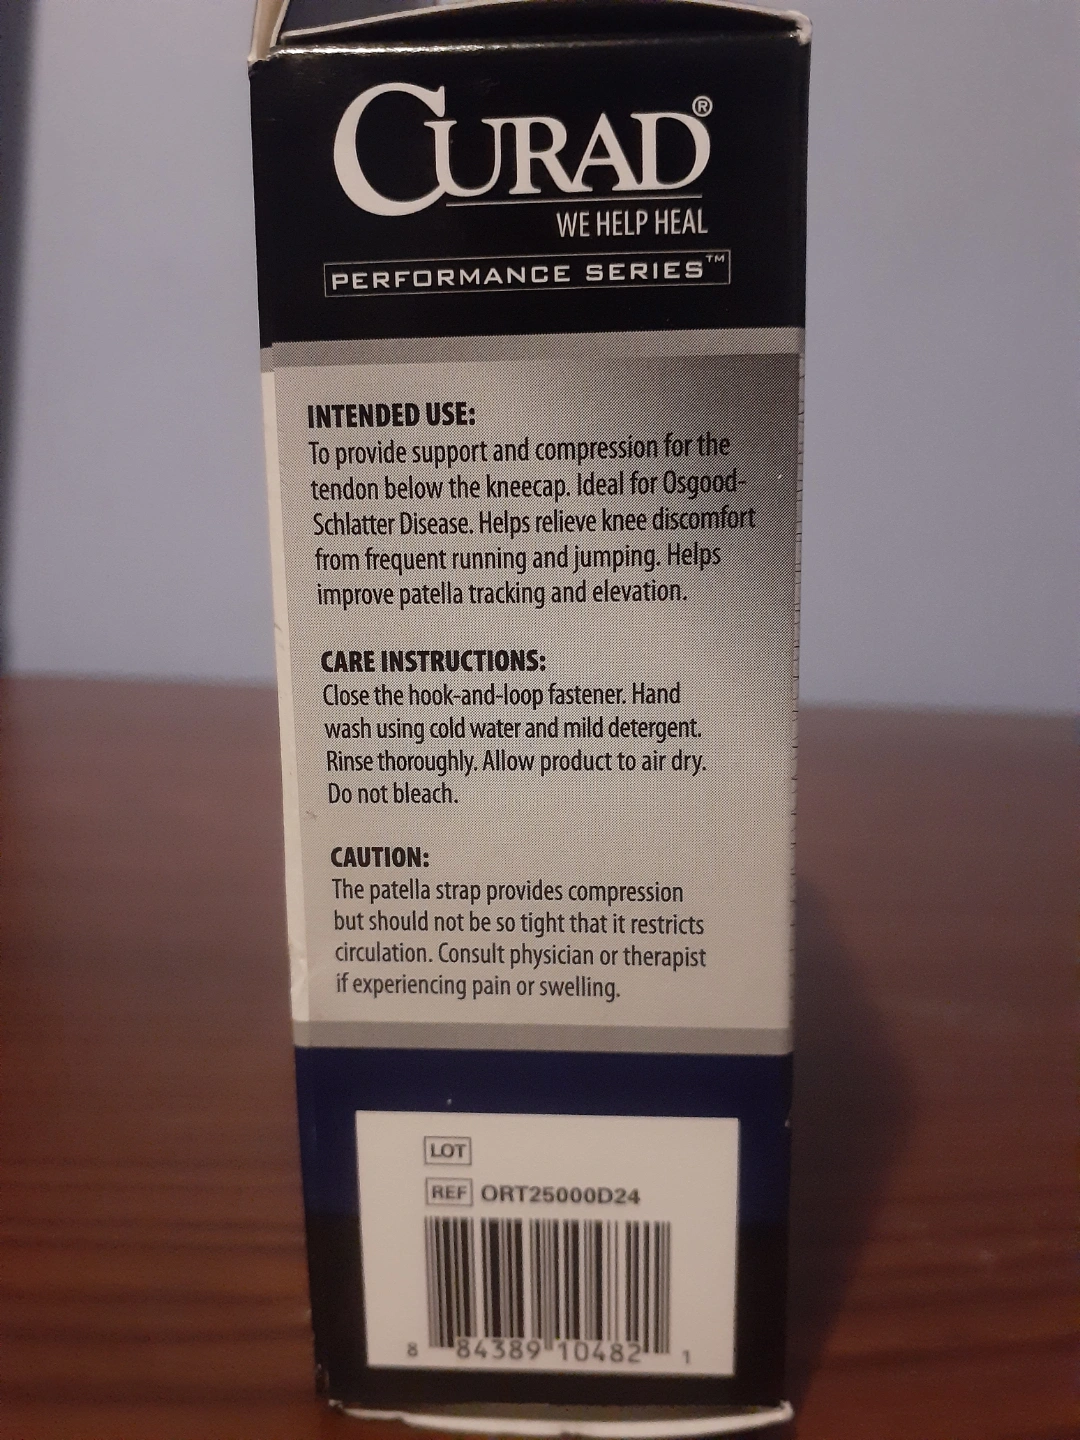 CURAD®
WE HELP HEAL
PERFORMANCE SERIES™
INTENDED USE:
To provide support and compression for the
tendon below the kneecap. Ideal for Osgood-
Schlatter Disease. Helps relieve knee discomfort
from frequent running and jumping. Helps
improve patella tracking and elevation.
CARE INSTRUCTIONS:
Close the hook-and-loop fastener. Hand
wash using cold water and mild detergent.
Rinse thoroughly. Allow product to air dry.
Do not bleach.
CAUTION:
The patella strap provides compression
but should not be so tight that it restricts
circulation. Consult physician or therapist
if experiencing pain or swelling.
LOT
REF ORT25000D24
8 84389 10482 1